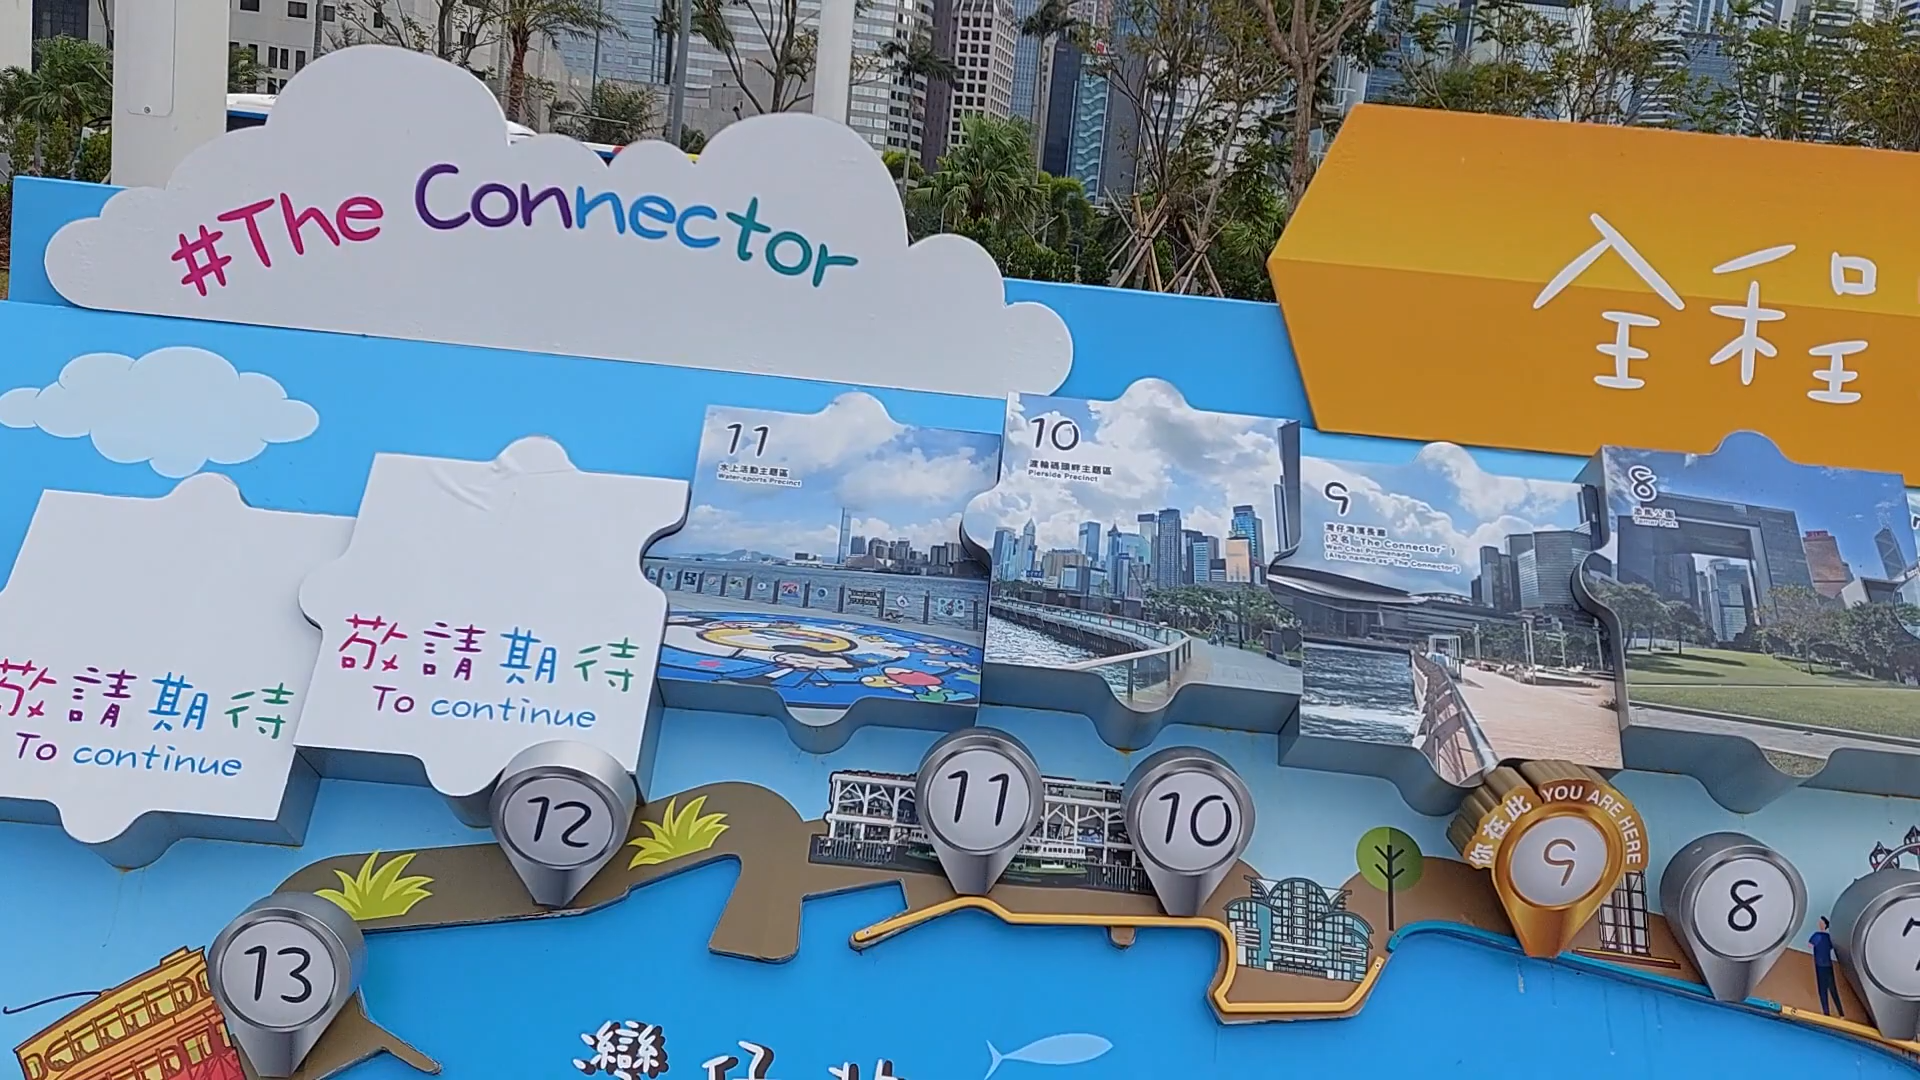 #The Connector
全程
11
水上活動主題區
Water-sports Precinct
10
渡輪碼頭畔主題區
Pierside Precinct
9
灣仔海濱長廊
(又名 "The Connector")
Wan Chai Promenade
(Also named as "The Connector")
8
添馬公園
Tamar Park
敬請期待
To continue
敬請期待
To continue
12
11
10
你在此 YOU ARE HERE
9
8
7
13
灣仔